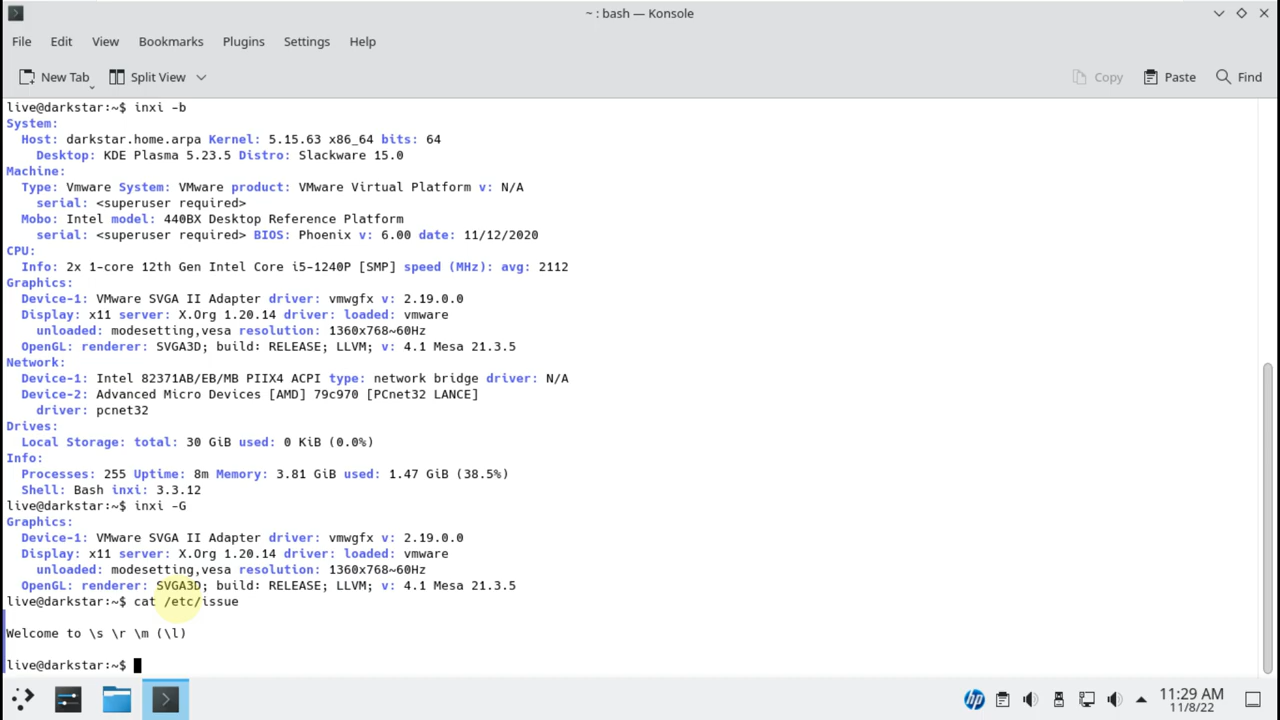 ~ : bash — Konsole
File Edit View Bookmarks Plugins Settings Help
New Tab Split View Copy Paste Find
live@darkstar:~$ inxi -b
System:
Host: darkstar.home.arpa Kernel: 5.15.63 x86_64 bits: 64
Desktop: KDE Plasma 5.23.5 Distro: Slackware 15.0
Machine:
Type: Vmware System: VMware product: VMware Virtual Platform v: N/A
serial: <superuser required>
Mobo: Intel model: 440BX Desktop Reference Platform
serial: <superuser required> BIOS: Phoenix v: 6.00 date: 11/12/2020
CPU:
Info: 2x 1-core 12th Gen Intel Core i5-1240P [SMP] speed (MHz): avg: 2112
Graphics:
Device-1: VMware SVGA II Adapter driver: vmwgfx v: 2.19.0.0
Display: x11 server: X.Org 1.20.14 driver: loaded: vmware
unloaded: modesetting,vesa resolution: 1360x768~60Hz
OpenGL: renderer: SVGA3D; build: RELEASE; LLVM; v: 4.1 Mesa 21.3.5
Network:
Device-1: Intel 82371AB/EB/MB PIIX4 ACPI type: network bridge driver: N/A
Device-2: Advanced Micro Devices [AMD] 79c970 [PCnet32 LANCE]
driver: pcnet32
Drives:
Local Storage: total: 30 GiB used: 0 KiB (0.0%)
Info:
Processes: 255 Uptime: 8m Memory: 3.81 GiB used: 1.47 GiB (38.5%)
Shell: Bash inxi: 3.3.12
live@darkstar:~$ inxi -G
Graphics:
Device-1: VMware SVGA II Adapter driver: vmwgfx v: 2.19.0.0
Display: x11 server: X.Org 1.20.14 driver: loaded: vmware
unloaded: modesetting,vesa resolution: 1360x768~60Hz
OpenGL: renderer: SVGA3D; build: RELEASE; LLVM; v: 4.1 Mesa 21.3.5
live@darkstar:~$ cat /etc/issue
Welcome to \s \r \m (\l)
live@darkstar:~$
hp 11:29 AM
11/8/22